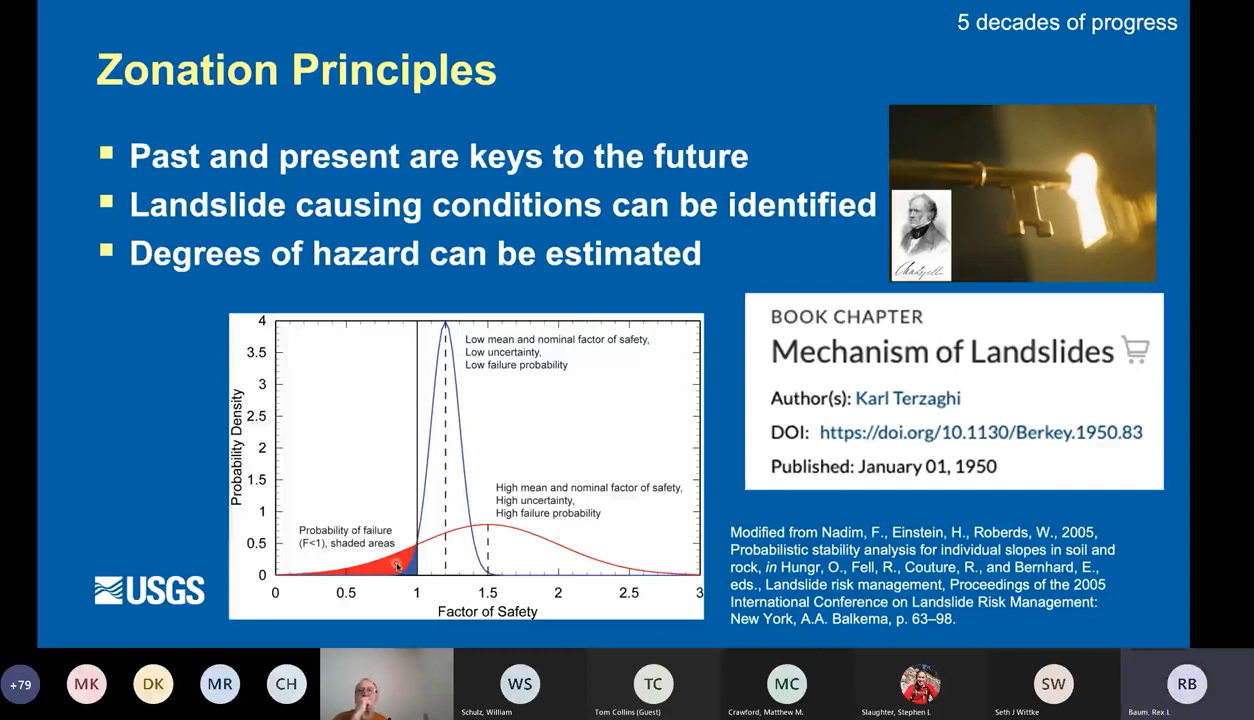 5 decades of progress
Zonation Principles
Past and present are keys to the future
Landslide causing conditions can be identified
Degrees of hazard can be estimated
4
3.5
3
2.5
2
1.5
1
0.5
0
Probability Density
Low mean and nominal factor of safety,
Low uncertainty,
Low failure probability
High mean and nominal factor of safety,
High uncertainty,
High failure probability
Probability of failure
(F<1), shaded areas
0 0.5 1 1.5 2 2.5 3
Factor of Safety
BOOK CHAPTER
Mechanism of Landslides
Author(s): Karl Terzaghi
DOI: https://doi.org/10.1130/Berkey.1950.83
Published: January 01, 1950
Modified from Nadim, F., Einstein, H., Roberds, W., 2005,
Probabilistic stability analysis for individual slopes in soil and
rock, in Hungr, O., Fell, R., Couture, R., and Bernhard, E.,
eds., Landslide risk management, Proceedings of the 2005
International Conference on Landslide Risk Management:
New York, A.A. Balkema, p. 63–98.
USGS
+79
MK
DK
MR
CH
WS
Schulz, William
TC
Tom Collins (Guest)
MC
Crawford, Matthew M.
Slaughter, Stephen L
SW
Seth J Wittke
RB
Baum, Rex L